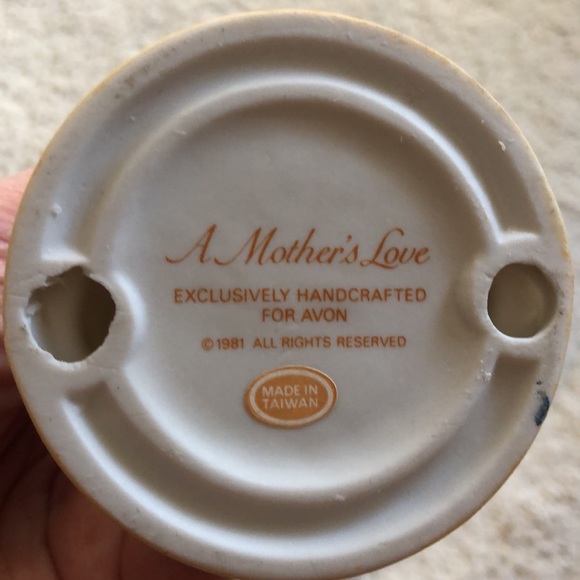 A Mother's Love
EXCLUSIVELY HANDCRAFTED
FOR AVON
©1981 ALL RIGHTS RESERVED
MADE IN
TAIWAN